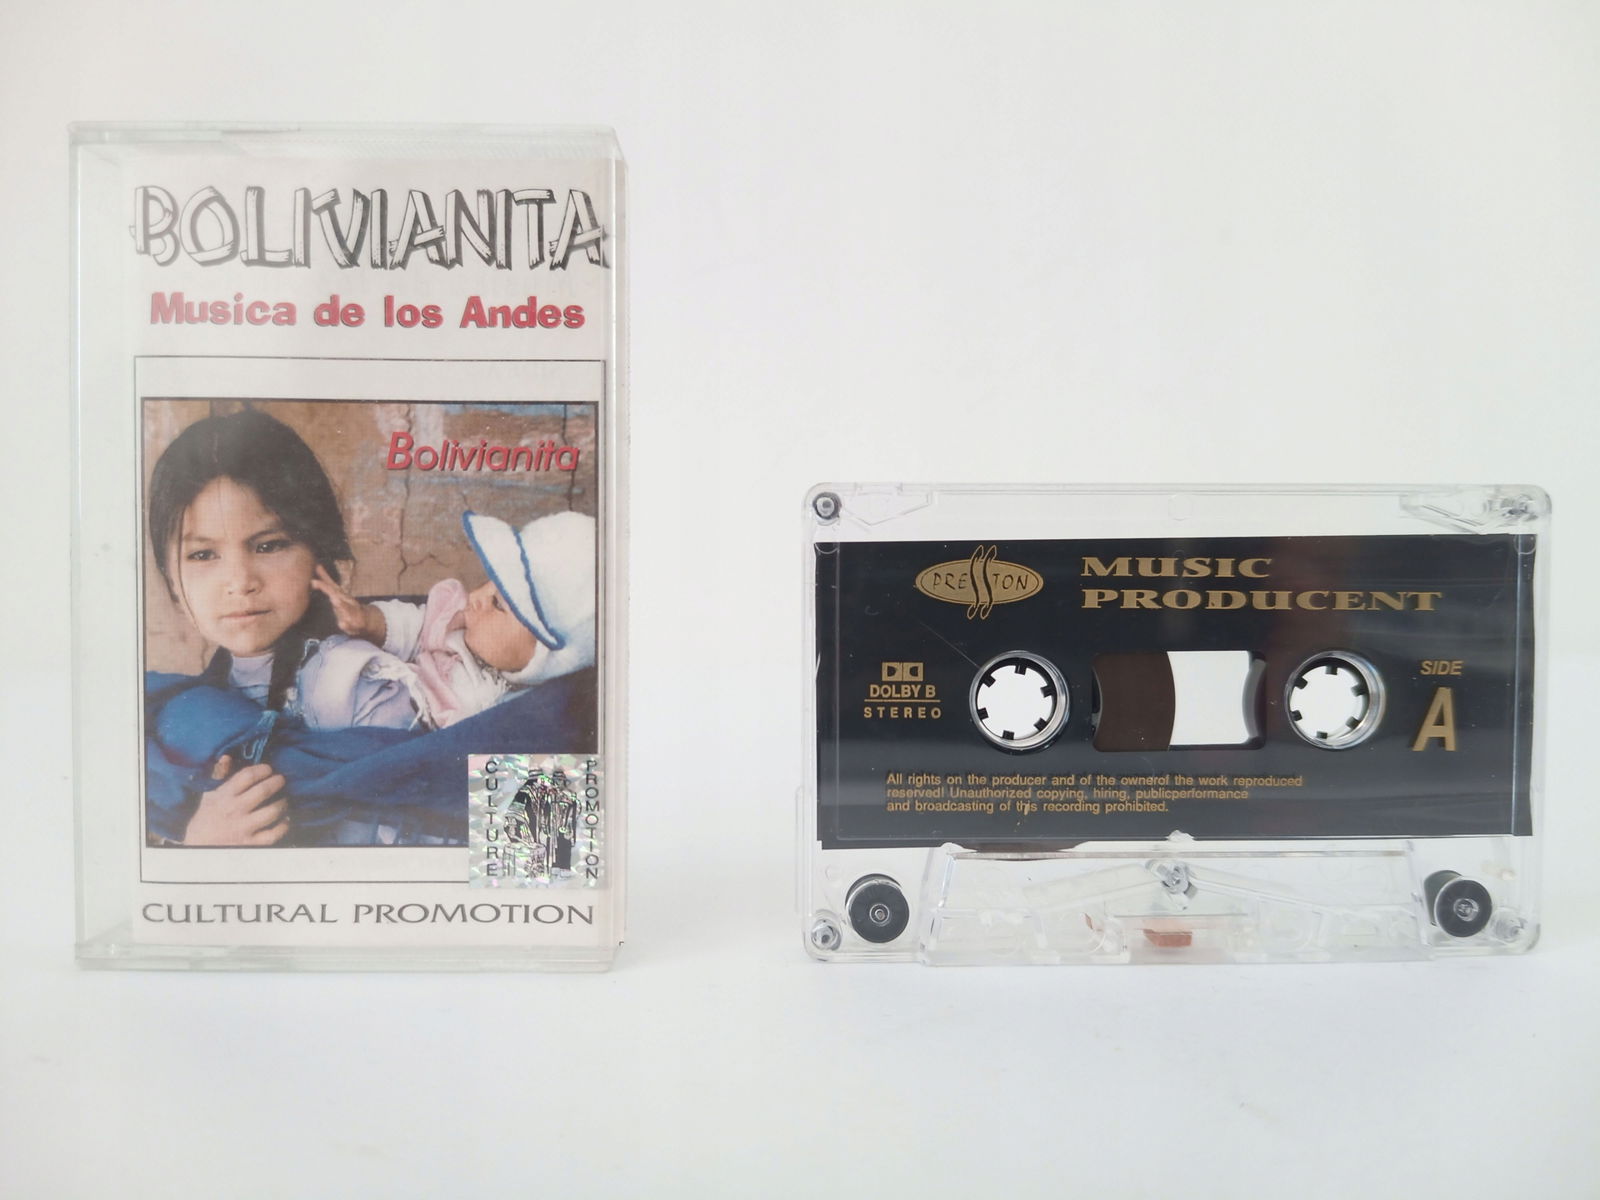 BOLIVIANITA
Musica de los Andes
Bolivianita
CULTURE
PROMOTION
CULTURAL PROMOTION
PRESSTON
MUSIC
PRODUCENT
DOLBY B
STEREO
SIDE
A
All rights on the producer and of the ownerof the work reproduced
reserved! Unauthorized copying, hiring, publicperformance
and broadcasting of this recording prohibited.